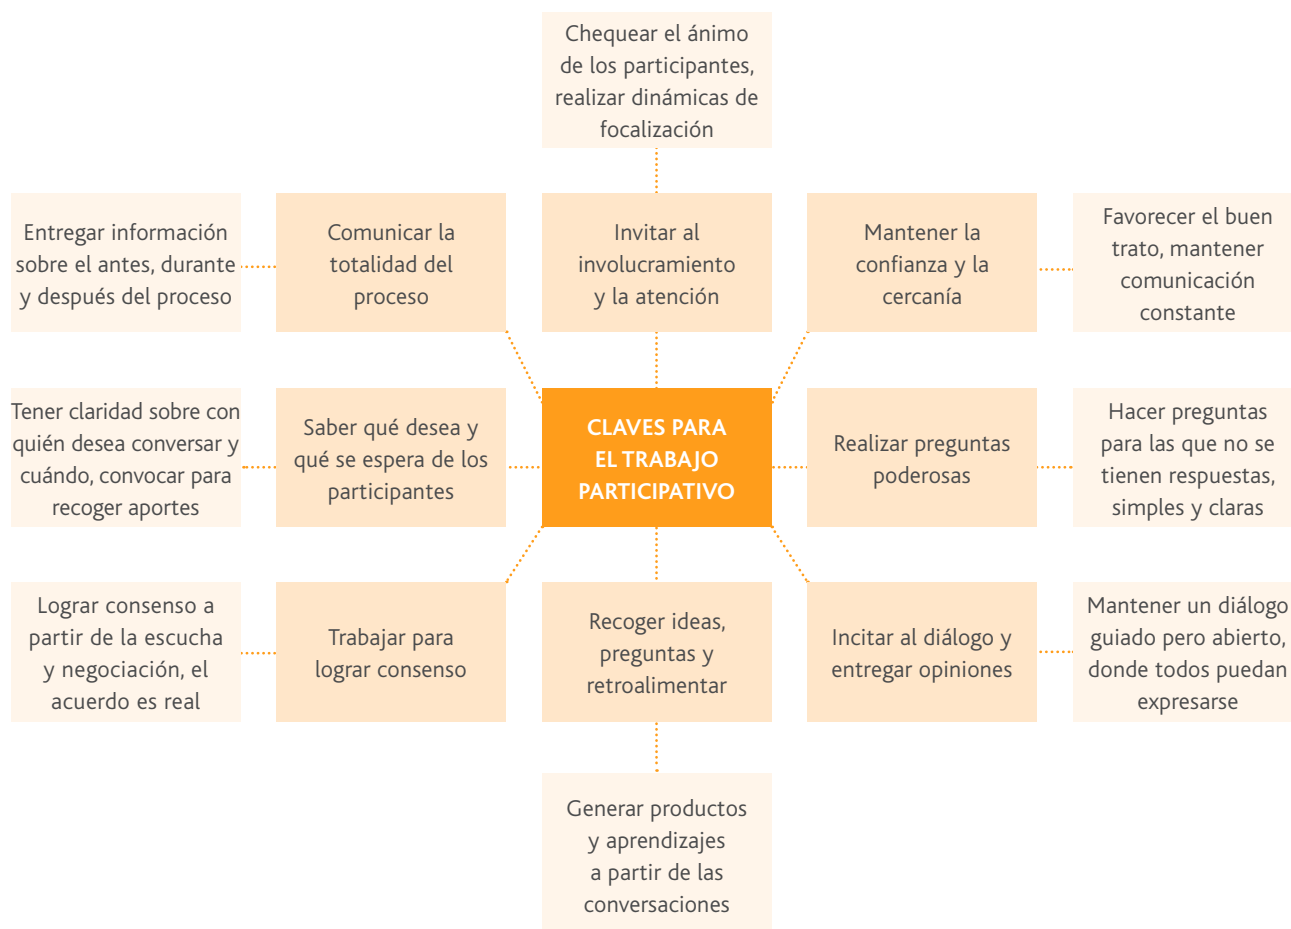 Chequear el ánimo
de los participantes,
realizar dinámicas de
focalización
Entregar información
sobre el antes, durante
y después del proceso
Comunicar la
totalidad del
proceso
Invitar al
involucramiento
y la atención
Mantener la
confianza y la
cercanía
Favorecer el buen
trato, mantener
comunicación
constante
Tener claridad sobre con
quién desea conversar y
cuándo, convocar para
recoger aportes
Saber qué desea y
qué se espera de los
participantes
CLAVES PARA
EL TRABAJO
PARTICIPATIVO
Realizar preguntas
poderosas
Hacer preguntas
para las que no se
tienen respuestas,
simples y claras
Lograr consenso a
partir de la escucha
y negociación, el
acuerdo es real
Trabajar para
lograr consenso
Recoger ideas,
preguntas y
retroalimentar
Incitar al diálogo y
entregar opiniones
Mantener un diálogo
guiado pero abierto,
donde todos puedan
expresarse
Generar productos
y aprendizajes
a partir de las
conversaciones